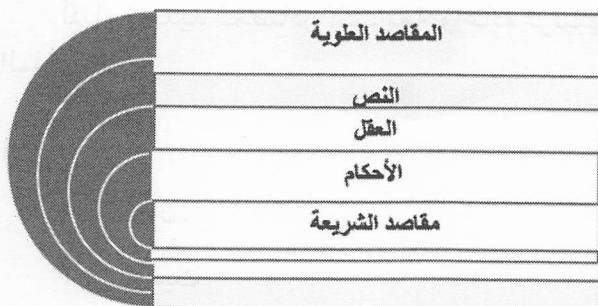 المقاصد العلوية
النص
العقل
الأحكام
مقاصد الشريعة